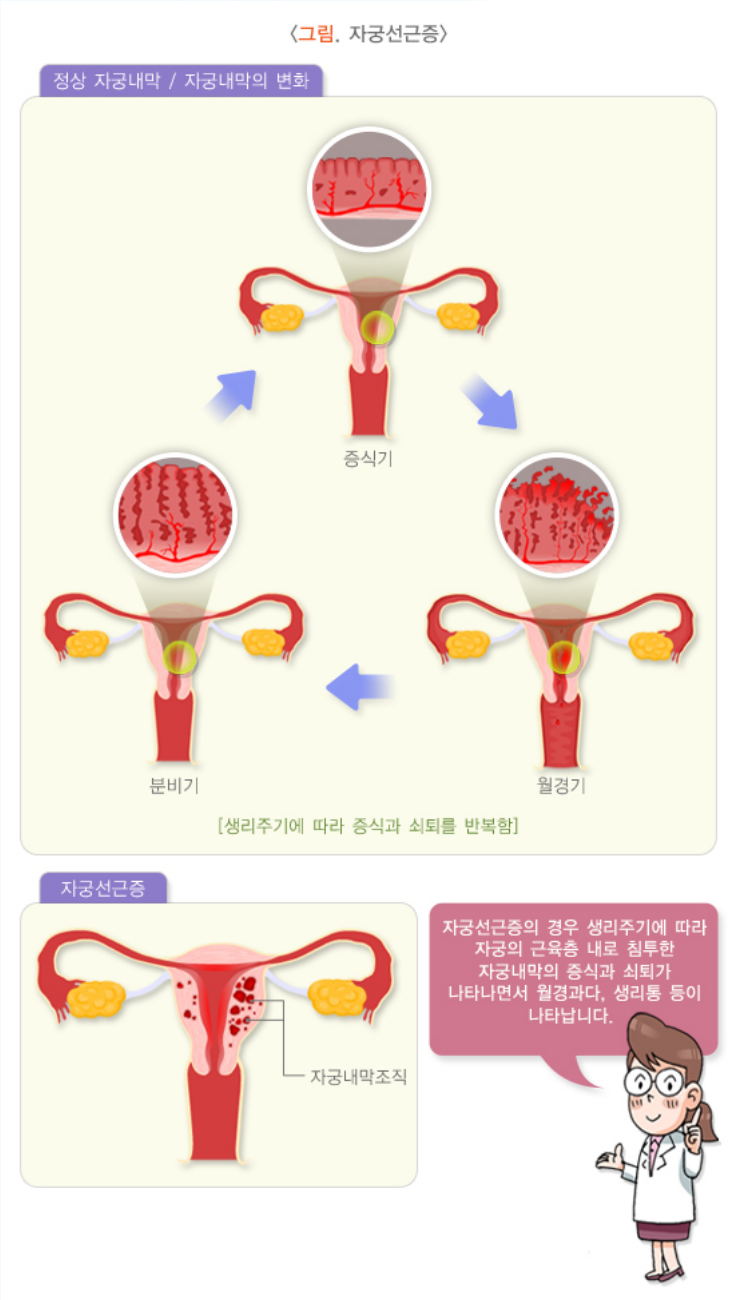 <그림. 자궁선근증>
정상 자궁내막 / 자궁내막의 변화
증식기
분비기
월경기
[생리주기에 따라 증식과 쇠퇴를 반복함]
자궁선근증
자궁내막조직
자궁선근증의 경우 생리주기에 따라
자궁의 근육층 내로 침투한
자궁내막의 증식과 쇠퇴가
나타나면서 월경과다, 생리통 등이
나타납니다.